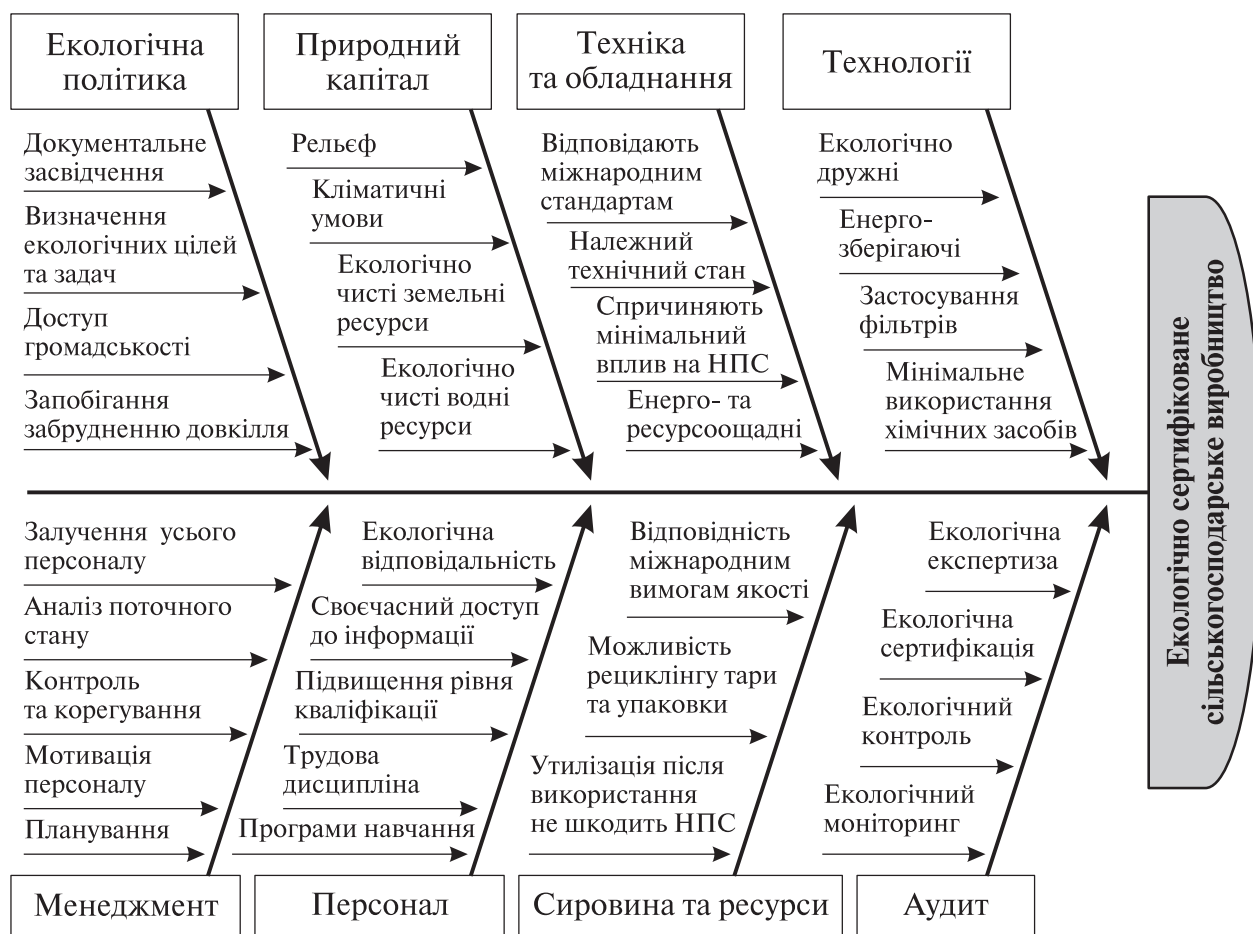 Екологічна
політика
Природний
капітал
Техніка
та обладнання
Технології
Документальне
засвідчення
Визначення
екологічних цілей
та задач
Доступ
громадськості
Запобігання
забрудненню довкілля
Рельєф
Кліматичні
умови
Екологічно
чисті земельні
ресурси
Екологічно
чисті водні
ресурси
Відповідають
міжнародним
стандартам
Належний
технічний стан
Спричиняють
мінімальний
вплив на НПС
Енерго- та
ресурсоощадні
Екологічно
дружні
Енерго-
зберігаючі
Застосування
фільтрів
Мінімальне
використання
хімічних засобів
Екологічно сертифіковане
сільськогосподарське виробництво
Залучення усього
персоналу
Аналіз поточного
стану
Контроль
та корегування
Мотивація
персоналу
Планування
Екологічна
відповідальність
Своєчасний доступ
до інформації
Підвищення рівня
кваліфікації
Трудова
дисципліна
Програми навчання
Відповідність
міжнародним
вимогам якості
Можливість
рециклінгу тари
та упаковки
Утилізація після
використання
не шкодить НПС
Екологічна
експертиза
Екологічна
сертифікація
Екологічний
контроль
Екологічний
моніторинг
Менеджмент
Персонал
Сировина та ресурси
Аудит